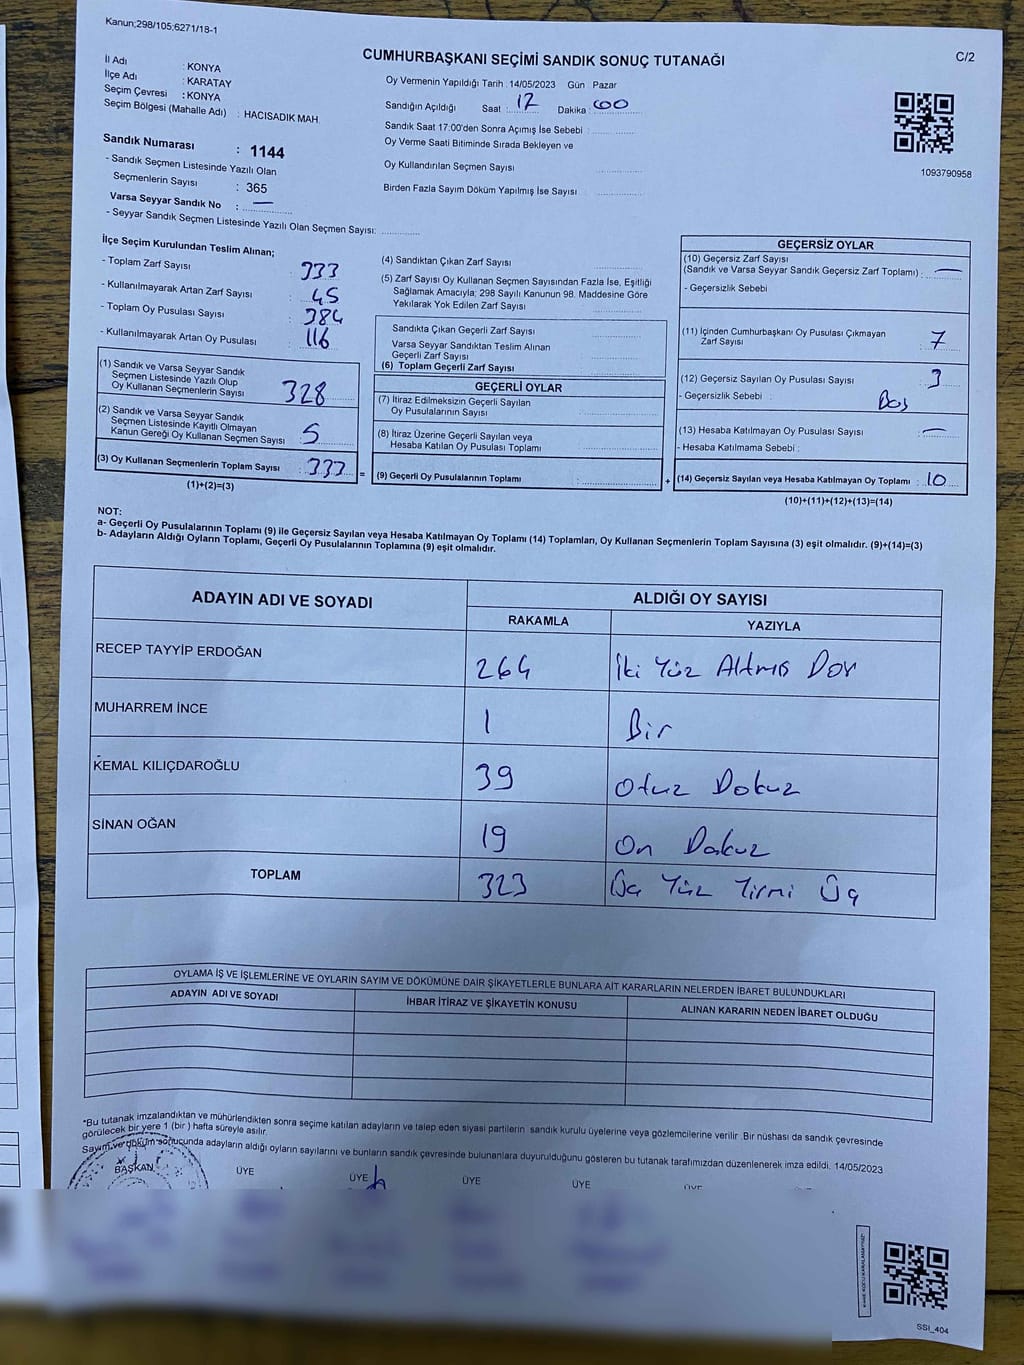 Kanun;298/105;6271/18-1
C/2
CUMHURBAŞKANI SEÇİMİ SANDIK SONUÇ TUTANAĞI
İl Adı : KONYA
İlçe Adı : KARATAY
Seçim Çevresi : KONYA
Seçim Bölgesi (Mahalle Adı) : HACISADIK MAH.
Oy Vermenin Yapıldığı Tarih : 14/05/2023 Gün Pazar
Sandığın Açıldığı Saat : 17 Dakika : 00
Sandık Saat 17:00'den Sonra Açımış İse Sebebi :
Oy Verme Saati Bitiminde Sırada Bekleyen ve
Oy Kullandırılan Seçmen Sayısı
Birden Fazla Sayım Döküm Yapılmış İse Sayısı
1093790958
Sandık Numarası : 1144
- Sandık Seçmen Listesinde Yazılı Olan
Seçmenlerin Sayısı : 365
Varsa Seyyar Sandık No : —
- Seyyar Sandık Seçmen Listesinde Yazılı Olan Seçmen Sayısı:
İlçe Seçim Kurulundan Teslim Alınan;
- Toplam Zarf Sayısı : 333
- Kullanılmayarak Artan Zarf Sayısı : 45
- Toplam Oy Pusulası Sayısı : 384
- Kullanılmayarak Artan Oy Pusulası : 116
(1) Sandık ve Varsa Seyyar Sandık
Seçmen Listesinde Yazılı Olup
Oy Kullanan Seçmenlerin Sayısı : 328
(2) Sandık ve Varsa Seyyar Sandık
Seçmen Listesinde Kayıtlı Olmayan
Kanun Gereği Oy Kullanan Seçmen Sayısı : 5
(3) Oy Kullanan Seçmenlerin Toplam Sayısı : 333
(1)+(2)=(3)
(4) Sandıktan Çıkan Zarf Sayısı
(5) Zarf Sayısı Oy Kullanan Seçmen Sayısından Fazla İse, Eşitliği
Sağlamak Amacıyla; 298 Sayılı Kanunun 98. Maddesine Göre
Yakılarak Yok Edilen Zarf Sayısı
Sandıkta Çıkan Geçerli Zarf Sayısı
Varsa Seyyar Sandıktan Teslim Alınan
Geçerli Zarf Sayısı
(6) Toplam Geçerli Zarf Sayısı
GEÇERLİ OYLAR
(7) İtiraz Edilmeksizin Geçerli Sayılan
Oy Pusulalarının Sayısı
(8) İtiraz Üzerine Geçerli Sayılan veya
Hesaba Katılan Oy Pusulası Toplamı
= (9) Geçerli Oy Pusulalarının Toplamı :
GEÇERSİZ OYLAR
(10) Geçersiz Zarf Sayısı
(Sandık ve Varsa Seyyar Sandık Geçersiz Zarf Toplamı) : —
- Geçersizlik Sebebi
(11) İçinden Cumhurbaşkanı Oy Pusulası Çıkmayan
Zarf Sayısı : 7
(12) Geçersiz Sayılan Oy Pusulası Sayısı : 3
- Geçersizlik Sebebi : Boş
(13) Hesaba Katılmayan Oy Pusulası Sayısı : —
- Hesaba Katılmama Sebebi :
+ (14) Geçersiz Sayılan veya Hesaba Katılmayan Oy Toplamı : 10
(10)+(11)+(12)+(13)=(14)
NOT:
a- Geçerli Oy Pusulalarının Toplamı (9) ile Geçersiz Sayılan veya Hesaba Katılmayan Oy Toplamı (14) Toplamları, Oy Kullanan Seçmenlerin Toplam Sayısına (3) eşit olmalıdır. (9)+(14)=(3)
b- Adayların Aldığı Oyların Toplamı, Geçerli Oy Pusulalarının Toplamına (9) eşit olmalıdır.
ADAYIN ADI VE SOYADI ALDIĞI OY SAYISI
RAKAMLA YAZIYLA
RECEP TAYYİP ERDOĞAN 264 İki Yüz Altmış Dör
MUHARREM İNCE 1 Bir
KEMAL KILIÇDAROĞLU 39 Otuz Dokuz
SİNAN OĞAN 19 On Dokuz
TOPLAM 323 Üç Yüz Yirmi Üç
OYLAMA İŞ VE İŞLEMLERİNE VE OYLARIN SAYIM VE DÖKÜMÜNE DAİR ŞİKAYETLERLE BUNLARA AİT KARARLARIN NELERDEN İBARET BULUNDUKLARI
ADAYIN ADI VE SOYADI İHBAR İTİRAZ VE ŞİKAYETİN KONUSU ALINAN KARARIN NEDEN İBARET OLDUĞU
*Bu tutanak imzalandıktan ve mühürlendikten sonra seçime katılan adayların ve talep eden siyasi partilerin sandık kurulu üyelerine veya gözlemcilerine verilir. Bir nüshası da sandık çevresinde
görülecek bir yere 1 (bir ) hafta süreyle asılır.
Sayım ve döküm sonucunda adayların aldığı oyların sayılarını ve bunların sandık çevresinde bulunanlara duyurulduğunu gösteren bu tutanak tarafımızdan düzenlenerek imza edildi. 14/05/2023
BAŞKAN ÜYE ÜYE ÜYE ÜYE ÜYE
SSI_404